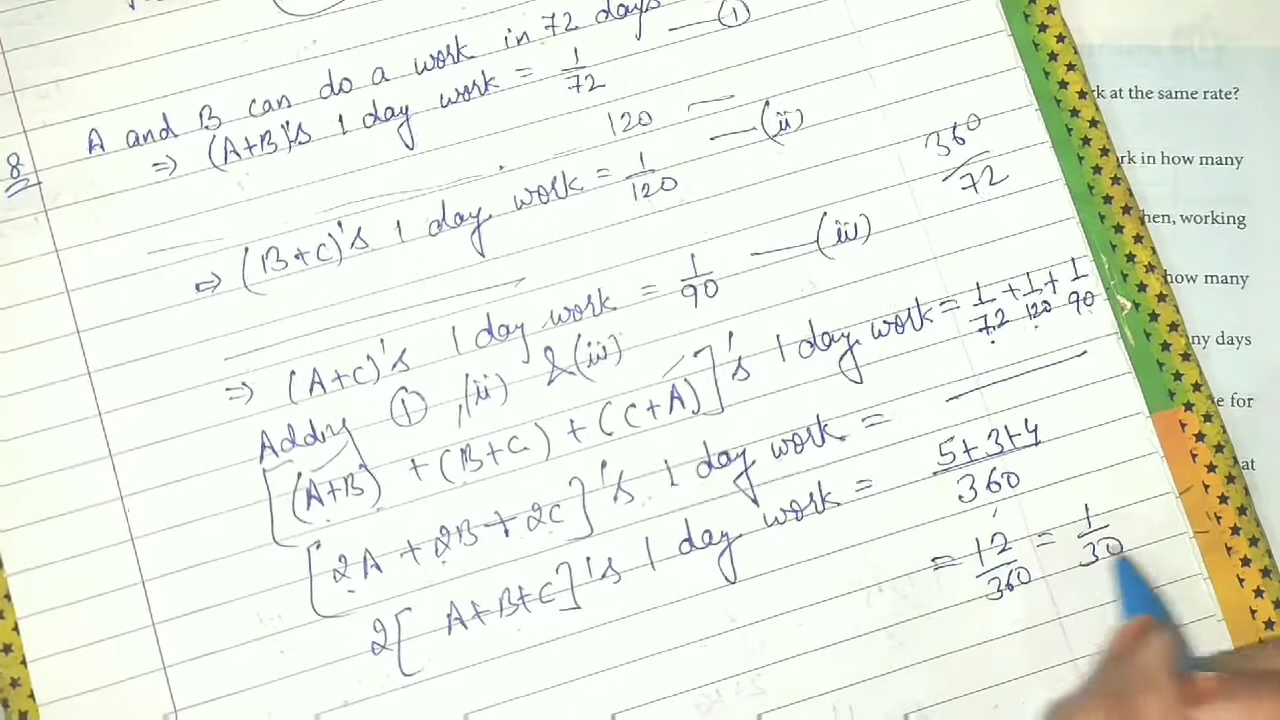 8 A and B can do a work in 72 days —①
⇒ (A+B)'s 1 day work = 1/72
120 —
⇒ (B+C)'s 1 day work = 1/120 —(ii)
360/72
⇒ (A+C)'s 1 day work = 1/90 —(iii)
Adding ①, (ii) & (iii)
[(A+B) + (B+C) + (C+A)]'s 1 day work = 1/72 + 1/120 + 1/90
[2A + 2B + 2C]'s 1 day work =
2[A+B+C]'s 1 day work = 5+3+4/360
= 12/360 = 1/30
k at the same rate?
rk in how many
hen, working
how many
ny days
e for
at